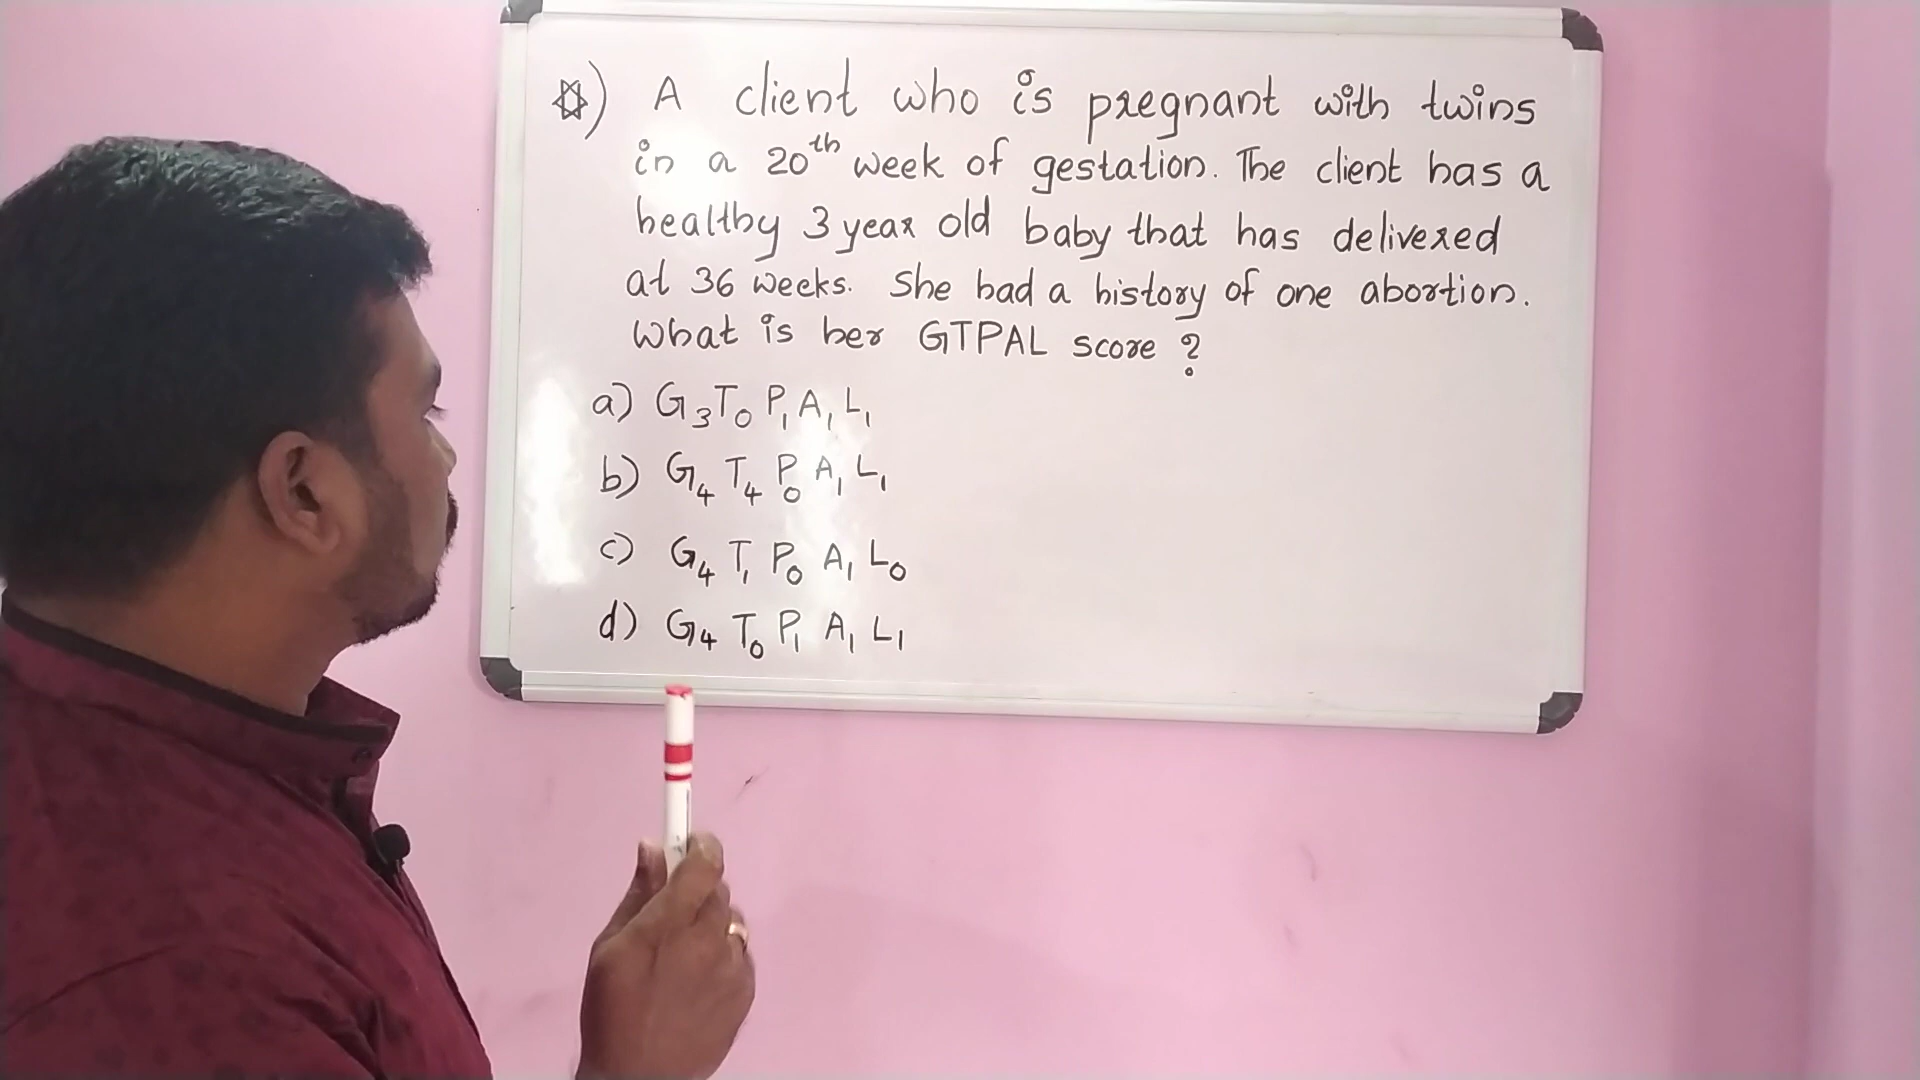 ✡) A client who is pregnant with twins
in a 20th week of gestation. The client has a
healthy 3 year old baby that has delivered
at 36 weeks. She had a history of one abortion.
What is her GTPAL score ?
a) G₃T₀ P₁ A₁ L₁
b) G₄ T₄ P₀ A₁ L₁
c) G₄ T₁ P₀ A₁ L₀
d) G₄ T₀ P₁ A₁ L₁